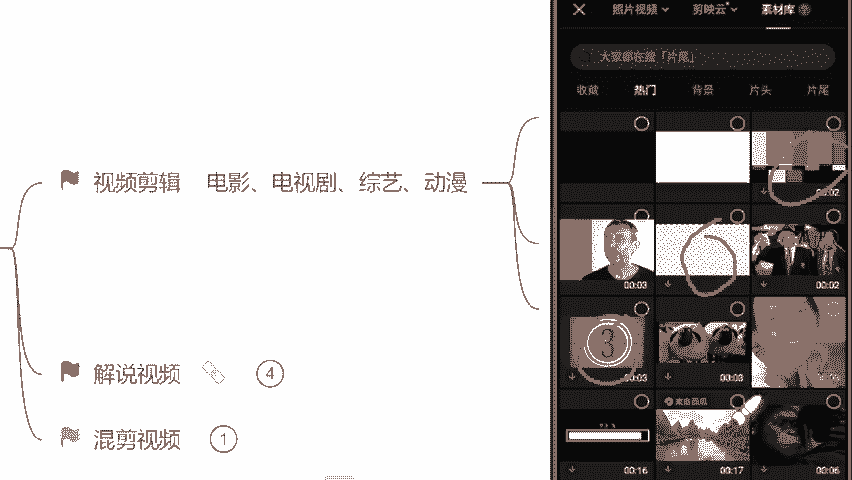 视频剪辑 电影、电视剧、综艺、动漫
解说视频 4
混剪视频 1
照片视频 剪映云 素材库
大家都在搜「片尾」
收藏 热门 背景 片头 片尾
00:02
00:03 00:02
3
00:03 00:03
00:16 00:17 00:06